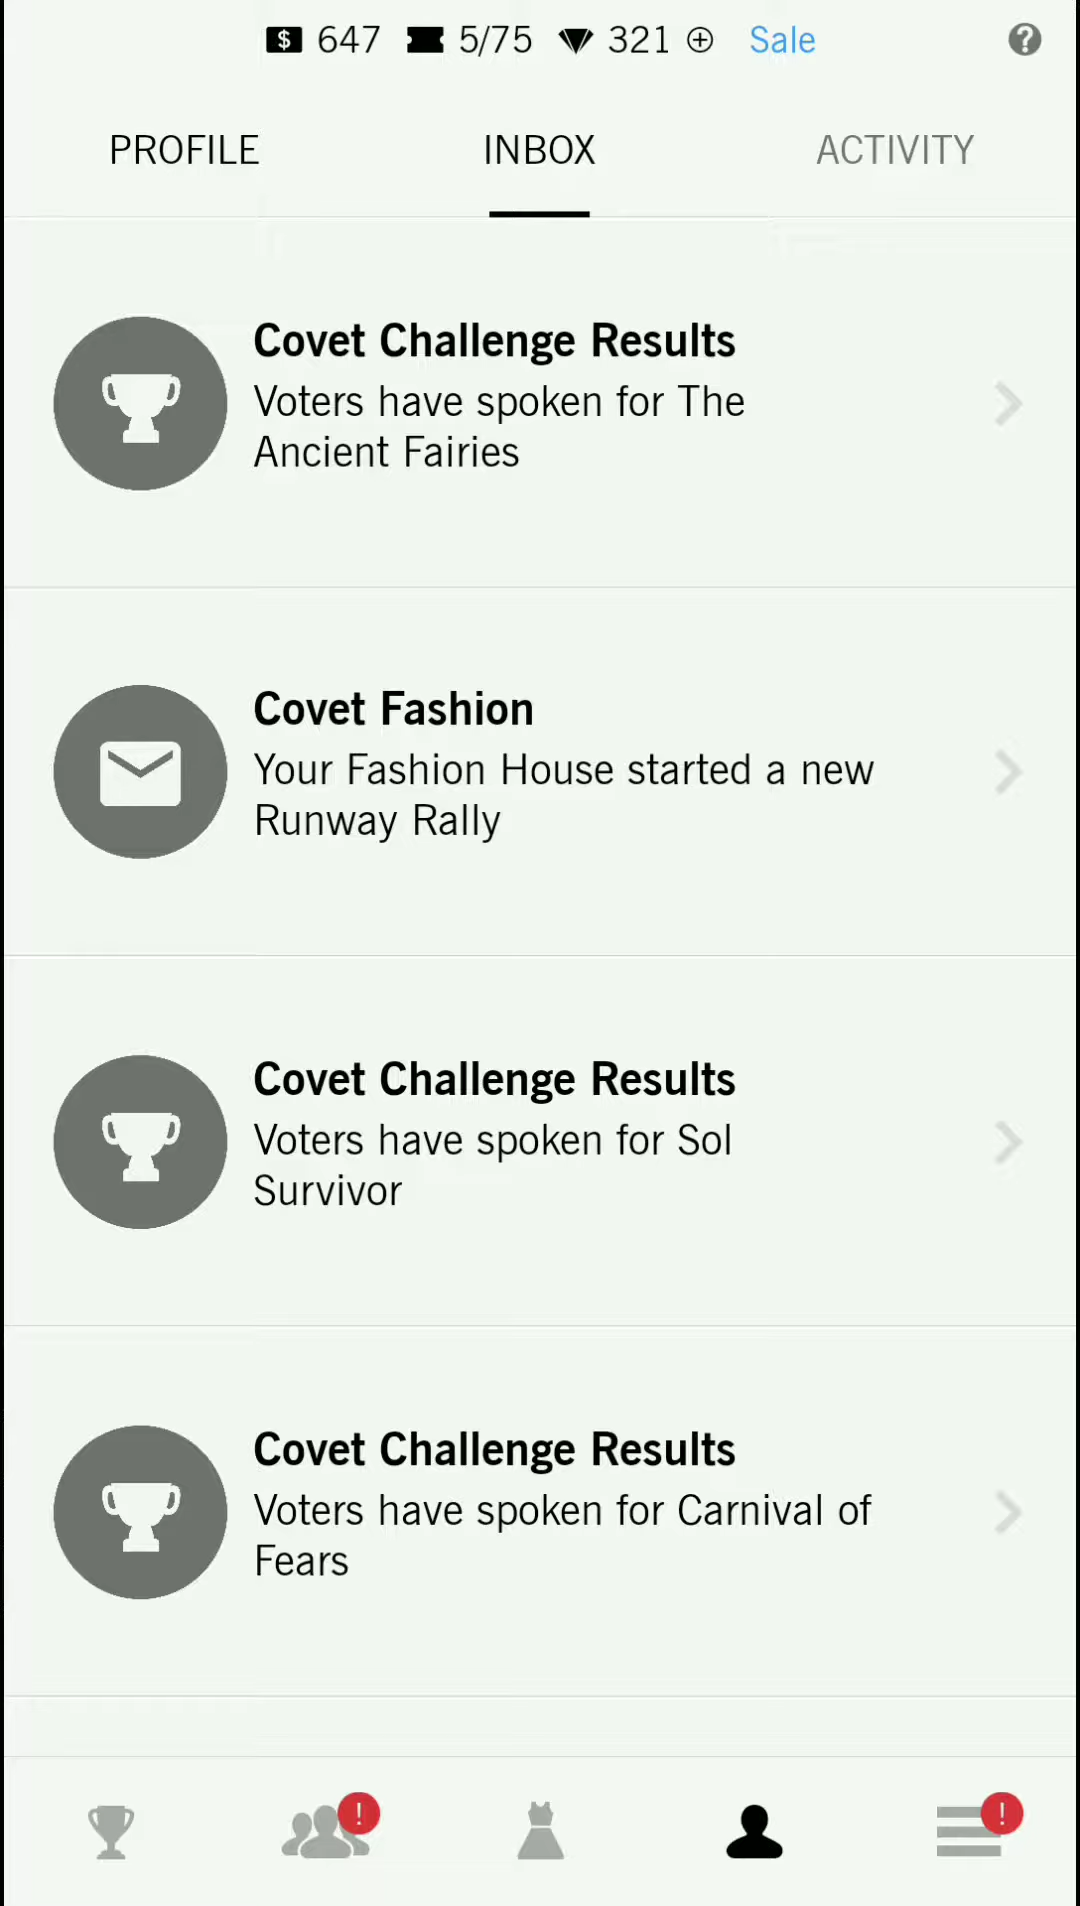 $ 647 5/75 321 Sale ?
PROFILE INBOX ACTIVITY
Covet Challenge Results
Voters have spoken for The
Ancient Fairies
Covet Fashion
Your Fashion House started a new
Runway Rally
Covet Challenge Results
Voters have spoken for Sol
Survivor
Covet Challenge Results
Voters have spoken for Carnival of
Fears
! !